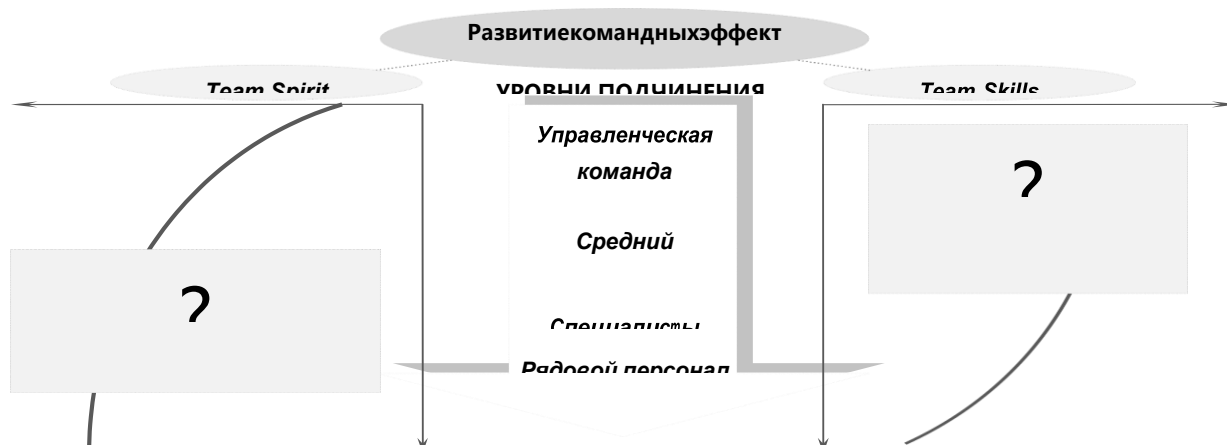 Развитиекомандныхэффект
Team Spirit
УРОВНИ ПОДЧИНЕНИЯ
Team Skills
Управленческая
команда
?
Средний
?
Специалисты
Рядовой персонал